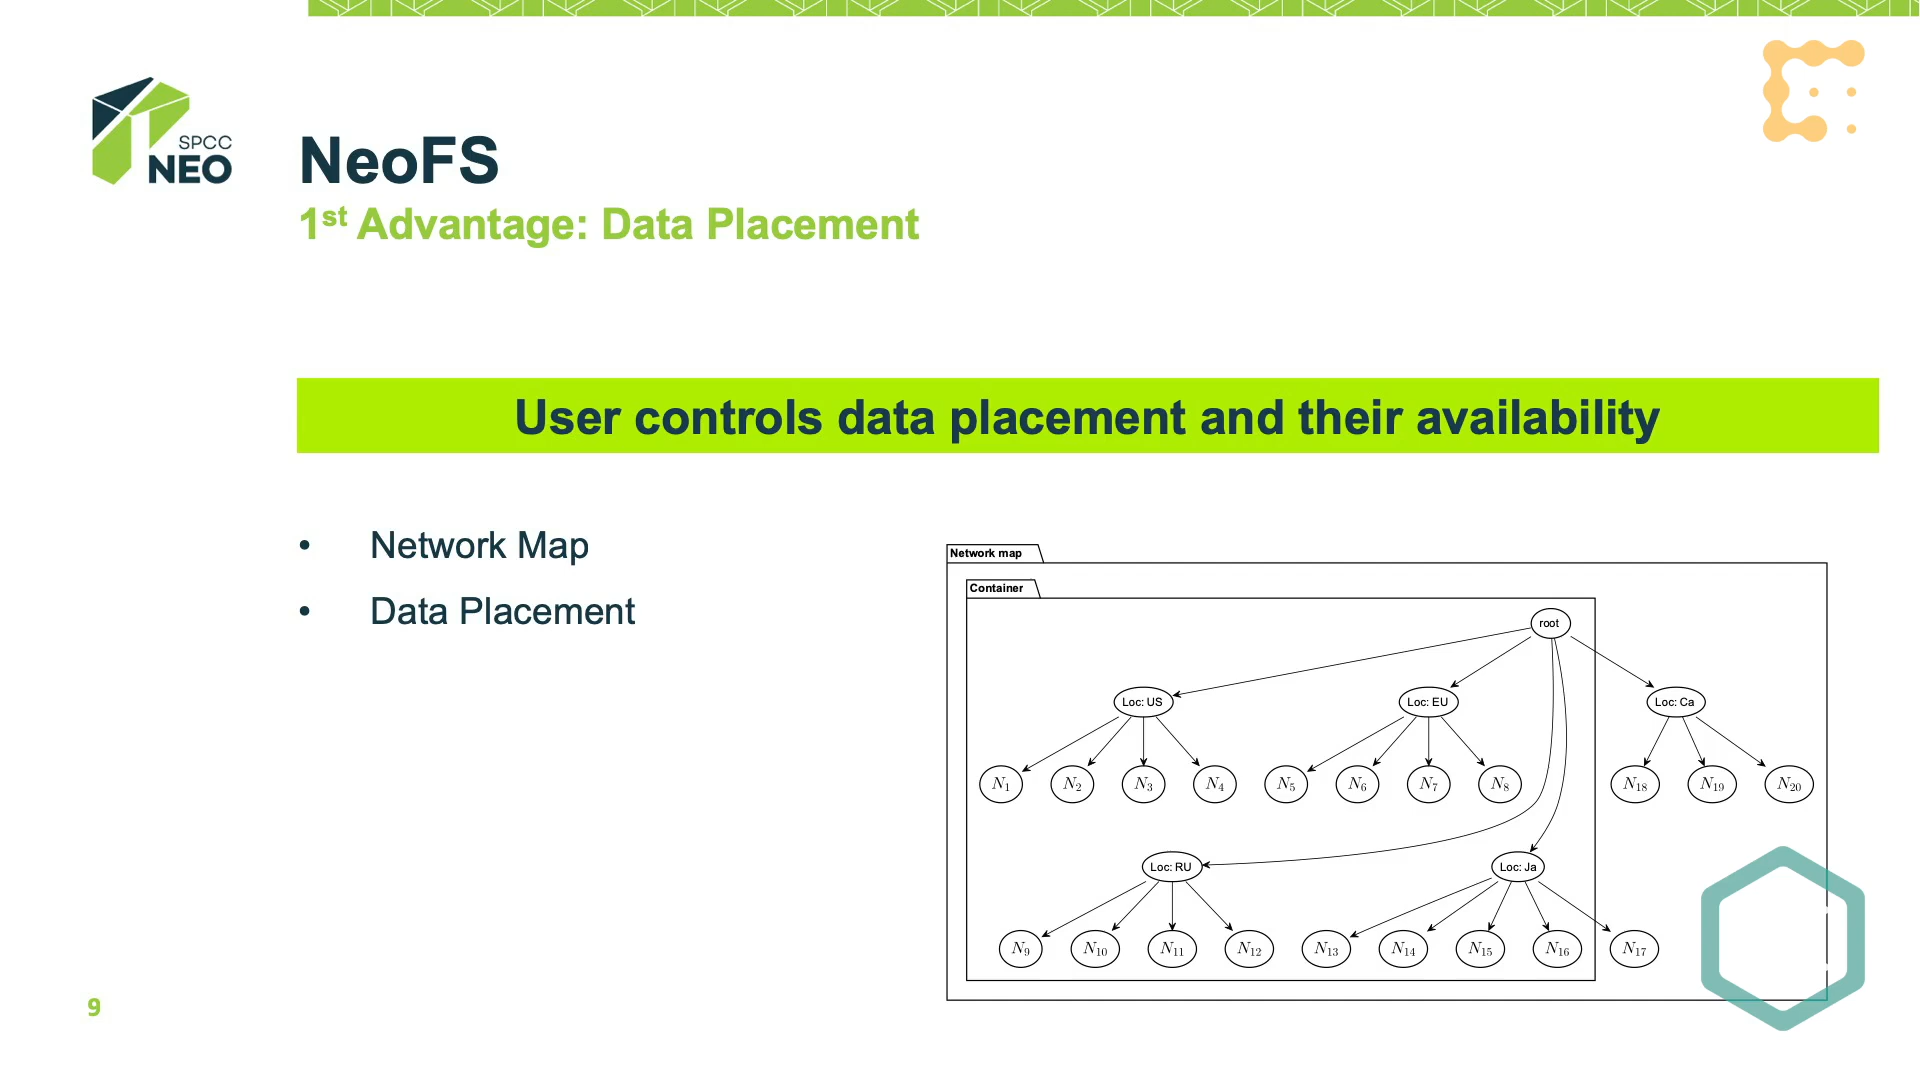 SPCC
NEO
NeoFS
1st Advantage: Data Placement
User controls data placement and their availability
• Network Map
• Data Placement
Network map
Container
root
Loc: US
Loc: EU
Loc: Ca
N1 N2 N3 N4 N5 N6 N7 N8 N18 N19 N20
Loc: RU
Loc: Ja
N9 N10 N11 N12 N13 N14 N15 N16 N17
9